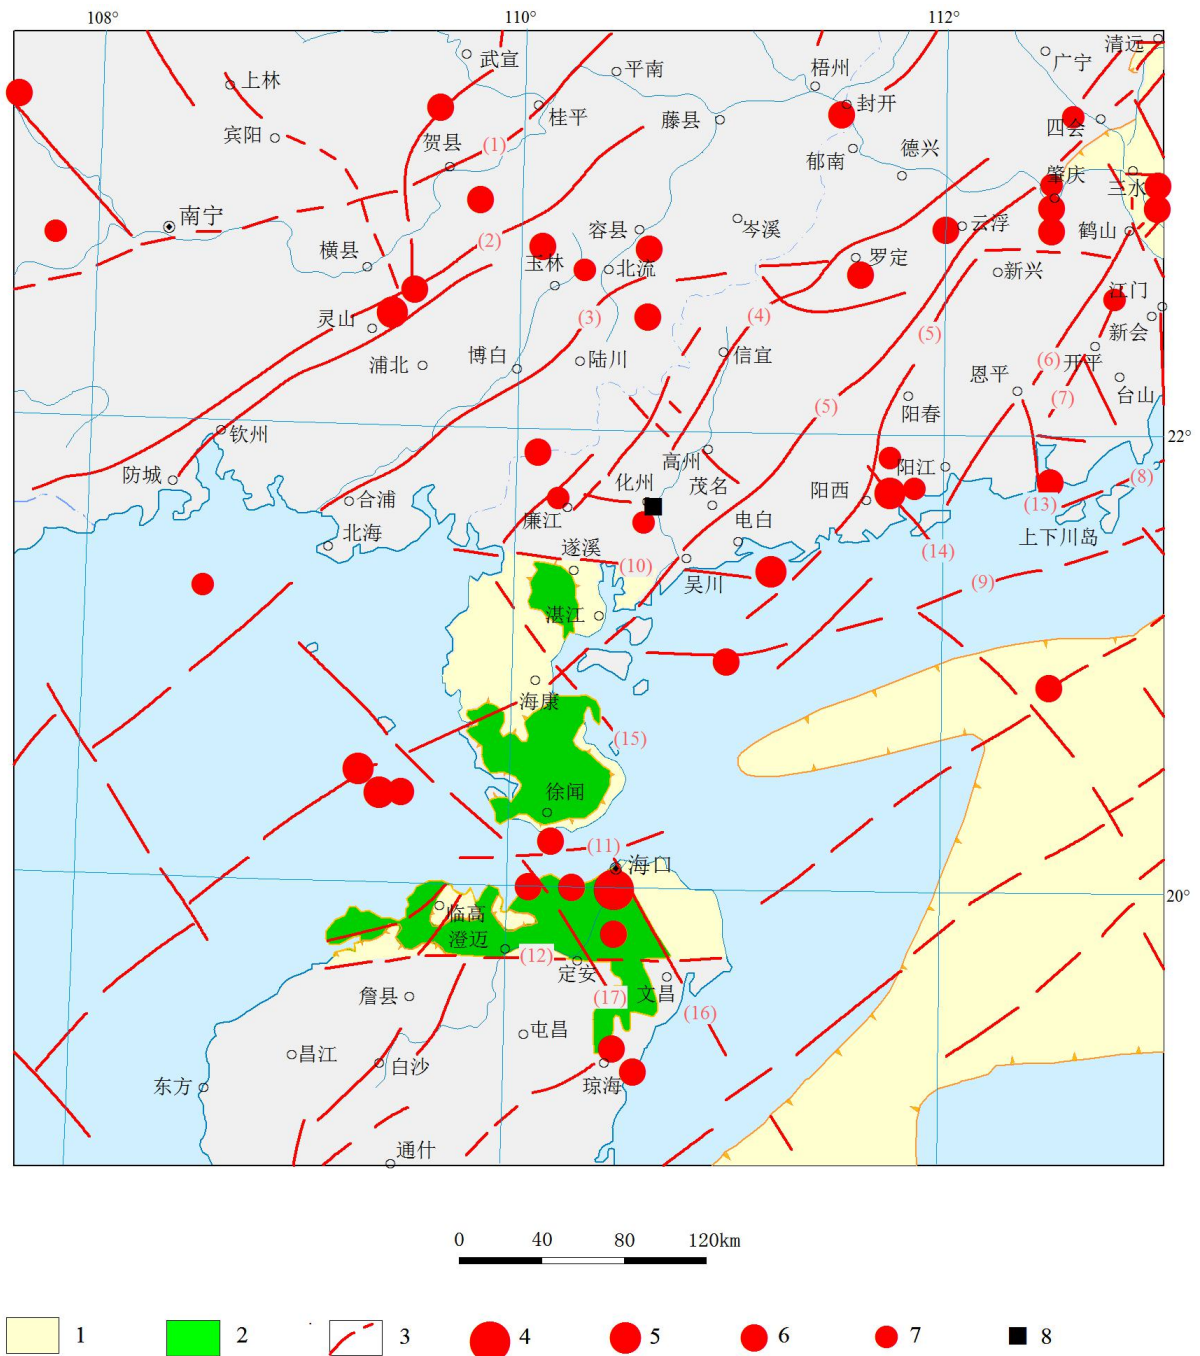 108°
110°
112°
清远
武宣
广宁
平南
梧州
上林
封开
桂平
藤县
四会
宾阳
贺县
(1)
郁南
德兴
肇庆
三水
南宁
容县
岑溪
云浮
鹤山
横县
(2)
玉林
北流
罗定
新兴
江门
灵山
(3)
(4)
(5)
新会
浦北
博白
陆川
信宜
恩平
(6)
开平
台山
(5)
阳春
(7)
钦州
22°
防城
高州
阳江
(8)
合浦
化州
茂名
阳西
(13)
廉江
电白
北海
上下川岛
遂溪
(10)
吴川
(14)
(9)
湛江
海康
(15)
徐闻
(11)
海口
20°
临高
澄迈
(12)
定安
儋县
(17)
文昌
(16)
屯昌
昌江
白沙
琼海
东方
通什
0 40 80 120km
1 2 3 4 5 6 7 8